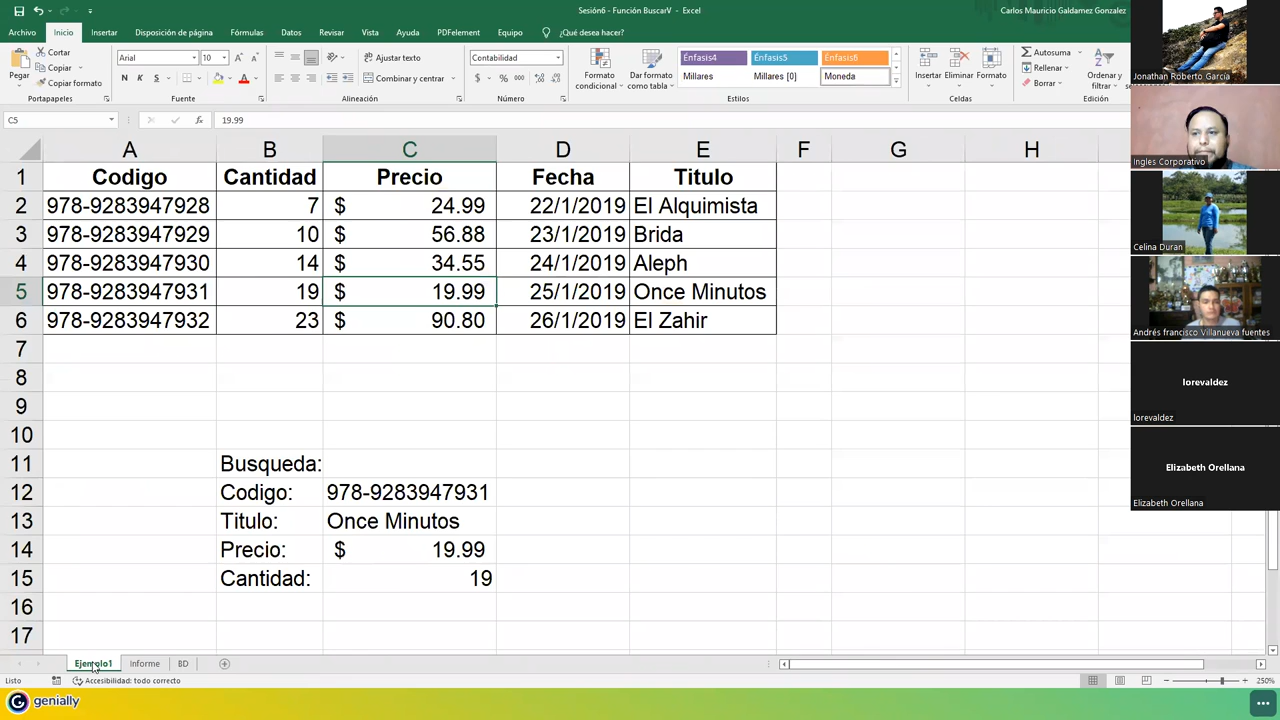 Sesión6 - Función BuscarV - Excel
Carlos Mauricio Galdamez Gonzalez
Archivo Inicio Insertar Disposición de página Fórmulas Datos Revisar Vista Ayuda PDFelement Equipo ¿Qué desea hacer?
Pegar
Cortar
Copiar
Copiar formato
Portapapeles
Arial 10
N K S
Fuente
Ajustar texto
Combinar y centrar
Alineación
Contabilidad
$ % 000
Número
Formato condicional
Dar formato como tabla
Énfasis4 Énfasis5 Énfasis8
Millares Millares [0] Moneda
Estilos
Insertar Eliminar Formato
Celdas
Autosuma
Rellenar
Borrar
Ordenar y filtrar
Edición
C5 fx 19.99
A B C D E F G H
1 Codigo Cantidad Precio Fecha Titulo
2 978-9283947928 7 $ 24.99 22/1/2019 El Alquimista
3 978-9283947929 10 $ 56.88 23/1/2019 Brida
4 978-9283947930 14 $ 34.55 24/1/2019 Aleph
5 978-9283947931 19 $ 19.99 25/1/2019 Once Minutos
6 978-9283947932 23 $ 90.80 26/1/2019 El Zahir
7
8
9
10
11 Busqueda:
12 Codigo: 978-9283947931
13 Titulo: Once Minutos
14 Precio: $ 19.99
15 Cantidad: 19
16
17
Ejemplo1 Informe BD
Listo Accesibilidad: todo correcto 250%
genially
Jonathan Roberto García
Ingles Corporativo
Celina Duran
Andrés francisco Villanueva fuentes
lorevaldez
lorevaldez
Elizabeth Orellana
Elizabeth Orellana